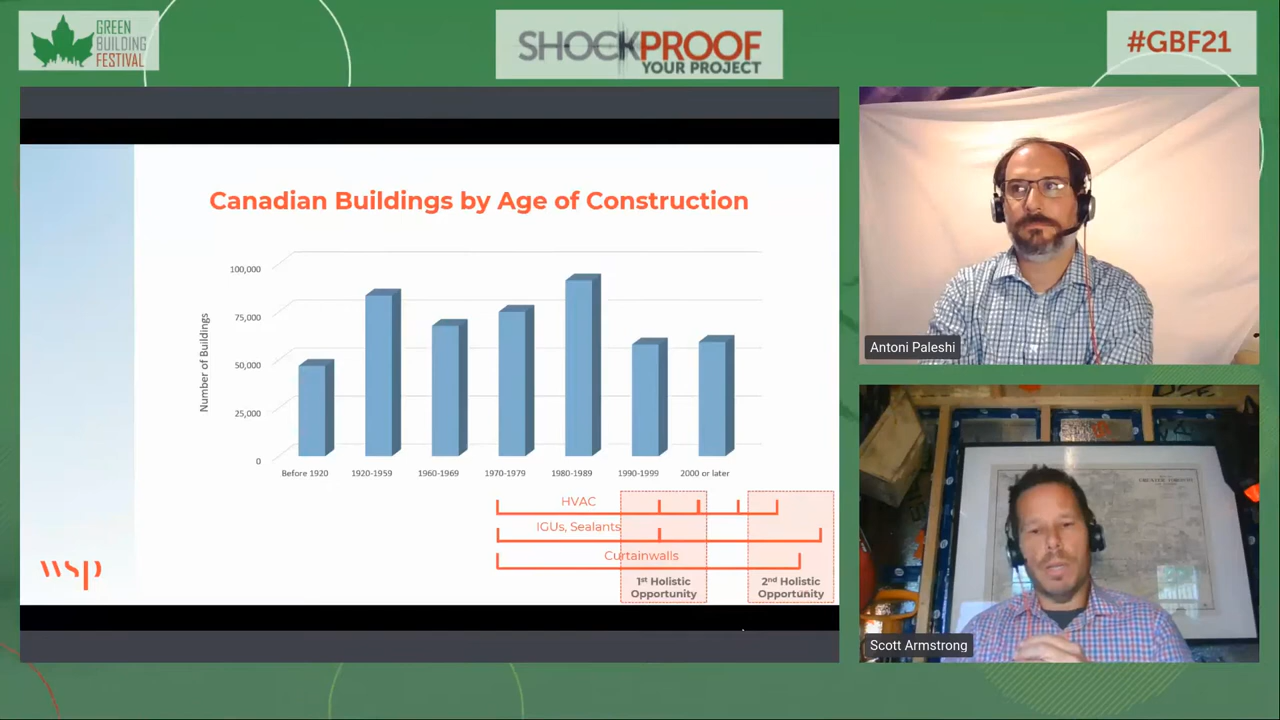 GREEN
BUILDING
FESTIVAL
SHOCKPROOF
YOUR PROJECT
#GBF21
Canadian Buildings by Age of Construction
Number of Buildings
100,000
75,000
50,000
25,000
0
Before 1920
1920-1959
1960-1969
1970-1979
1980-1989
1990-1999
2000 or later
HVAC
IGUs, Sealants
Curtainwalls
1st Holistic
Opportunity
2nd Holistic
Opportunity
wsp
Antoni Paleshi
Scott Armstrong